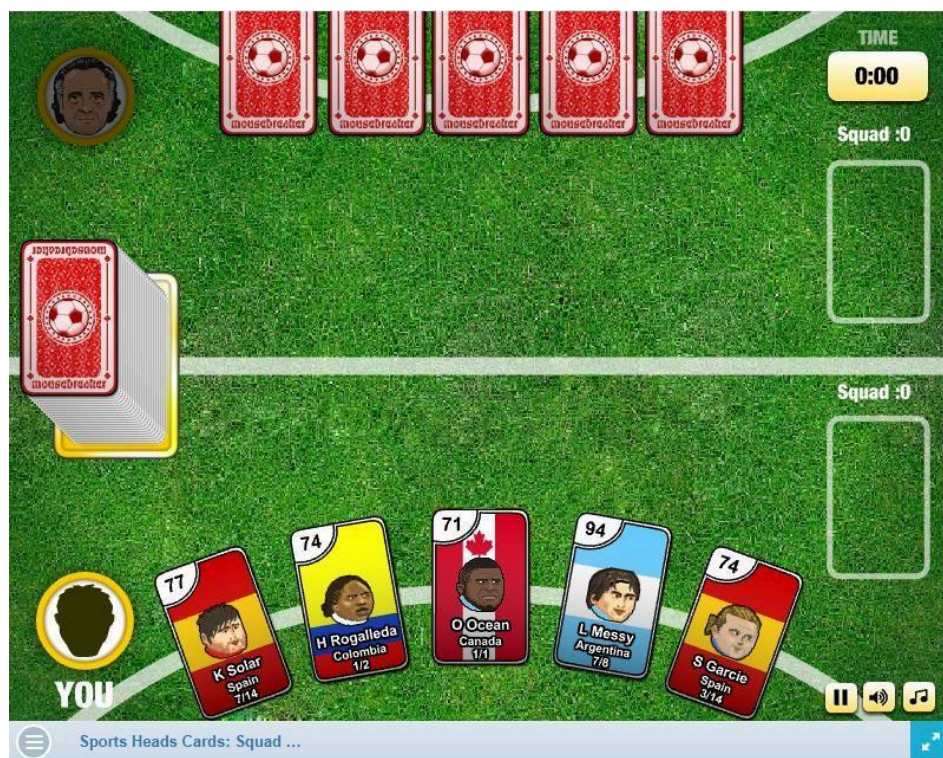 TIME
0:00
Squad :0
mousebreaker
mousebreaker
mousebreaker
mousebreaker
mousebreaker
mousebreaker
mousebreaker
Squad :0
77
K Solar
Spain
7/14
74
H Rogalleda
Colombia
1/2
71
O Ocean
Canada
1/1
94
L Messy
Argentina
7/8
74
S Garcie
Spain
3/14
YOU
Sports Heads Cards: Squad ...